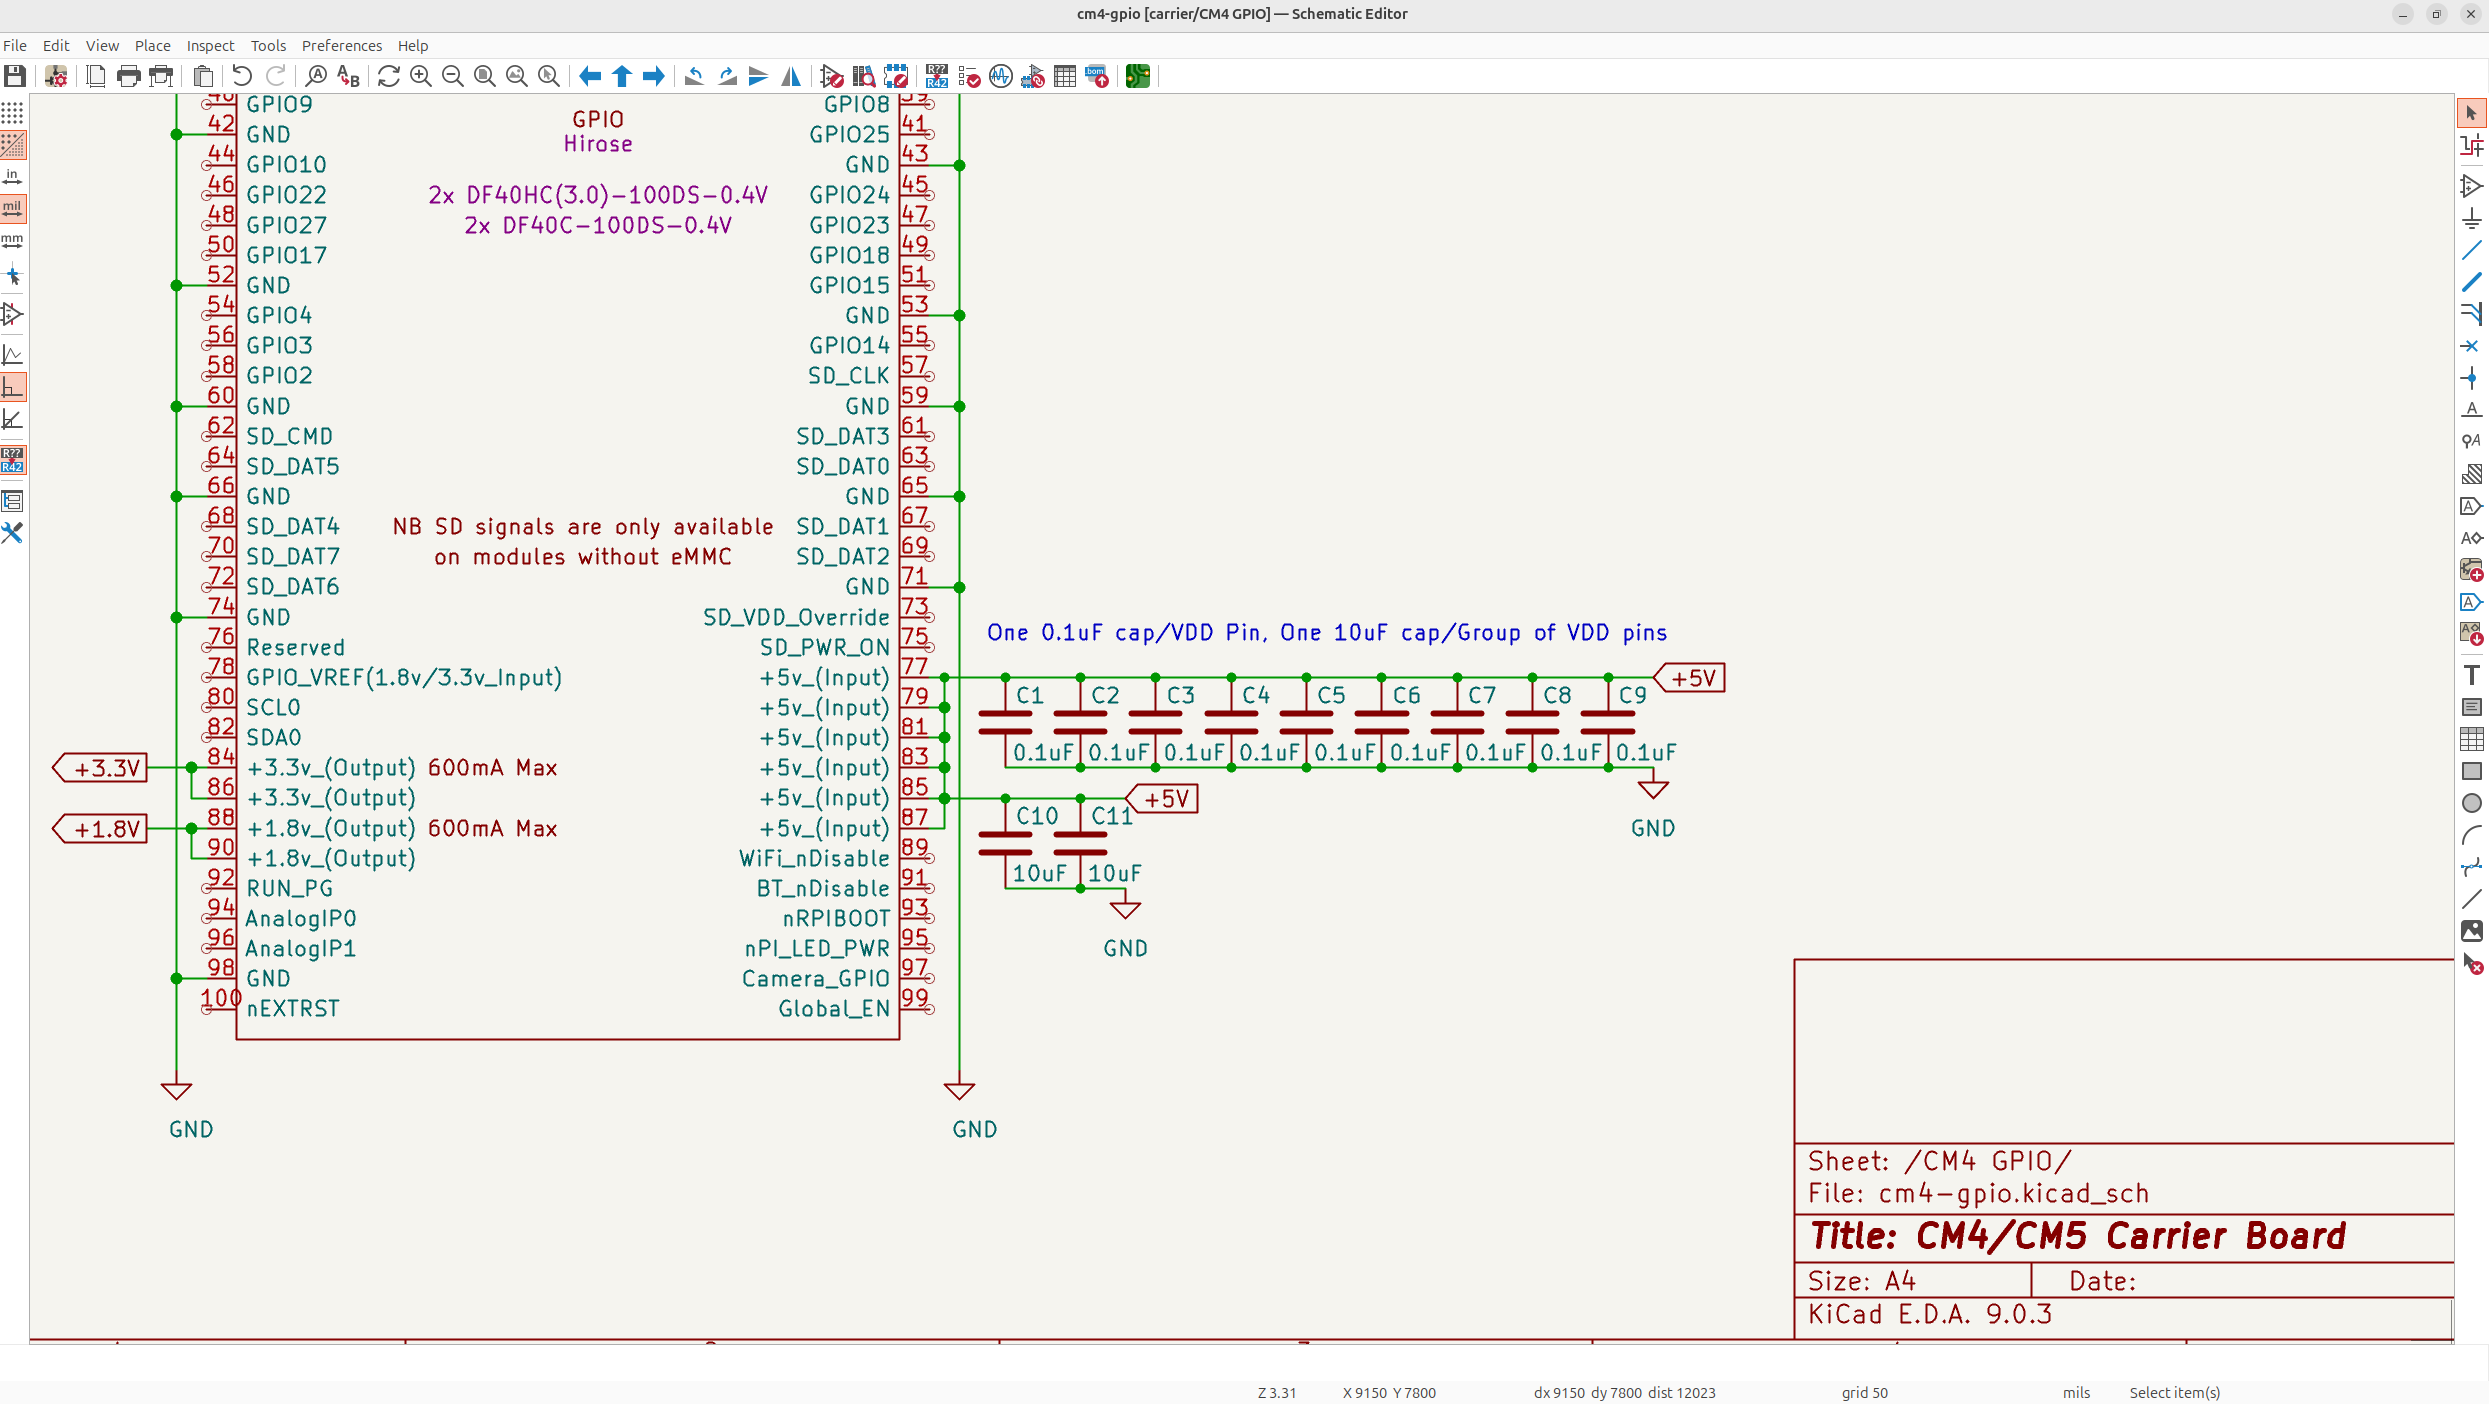 cm4-gpio [carrier/CM4 GPIO] — Schematic Editor
File Edit View Place Inspect Tools Preferences Help
GPIO
Hirose
2x DF40HC(3.0)-100DS-0.4V
2x DF40C-100DS-0.4V
GPIO9
42 GND
44 GPIO10
46 GPIO22
48 GPIO27
50 GPIO17
52 GND
54 GPIO4
56 GPIO3
58 GPIO2
60 GND
62 SD_CMD
64 SD_DAT5
66 GND
68 SD_DAT4
70 SD_DAT7
72 SD_DAT6
74 GND
76 Reserved
78 GPIO_VREF(1.8v/3.3v_Input)
80 SCL0
82 SDA0
+3.3V 84 +3.3v_(Output) 600mA Max
86 +3.3v_(Output)
+1.8V 88 +1.8v_(Output) 600mA Max
90 +1.8v_(Output)
92 RUN_PG
94 AnalogIP0
96 AnalogIP1
98 GND
100 nEXTRST
NB SD signals are only available
on modules without eMMC
GPIO8
GPIO25 41
GND 43
GPIO24 45
GPIO23 47
GPIO18 49
GPIO15 51
GND 53
GPIO14 55
SD_CLK 57
GND 59
SD_DAT3 61
SD_DAT0 63
GND 65
SD_DAT1 67
SD_DAT2 69
GND 71
SD_VDD_Override 73
SD_PWR_ON 75
+5v_(Input) 77
+5v_(Input) 79
+5v_(Input) 81
+5v_(Input) 83
+5v_(Input) 85
+5v_(Input) 87
WiFi_nDisable 89
BT_nDisable 91
nRPIBOOT 93
nPI_LED_PWR 95
Camera_GPIO 97
Global_EN 99
One 0.1uF cap/VDD Pin, One 10uF cap/Group of VDD pins
+5V
C1 C2 C3 C4 C5 C6 C7 C8 C9
0.1uF 0.1uF 0.1uF 0.1uF 0.1uF 0.1uF 0.1uF 0.1uF 0.1uF
GND
+5V
C10 C11
10uF 10uF
GND
GND
GND
Sheet: /CM4 GPIO/
File: cm4-gpio.kicad_sch
Title: CM4/CM5 Carrier Board
Size: A4 Date:
KiCad E.D.A. 9.0.3
Z 3.31 X 9150 Y 7800 dx 9150 dy 7800 dist 12023 grid 50 mils Select item(s)
in
mil
mm
R??
R42